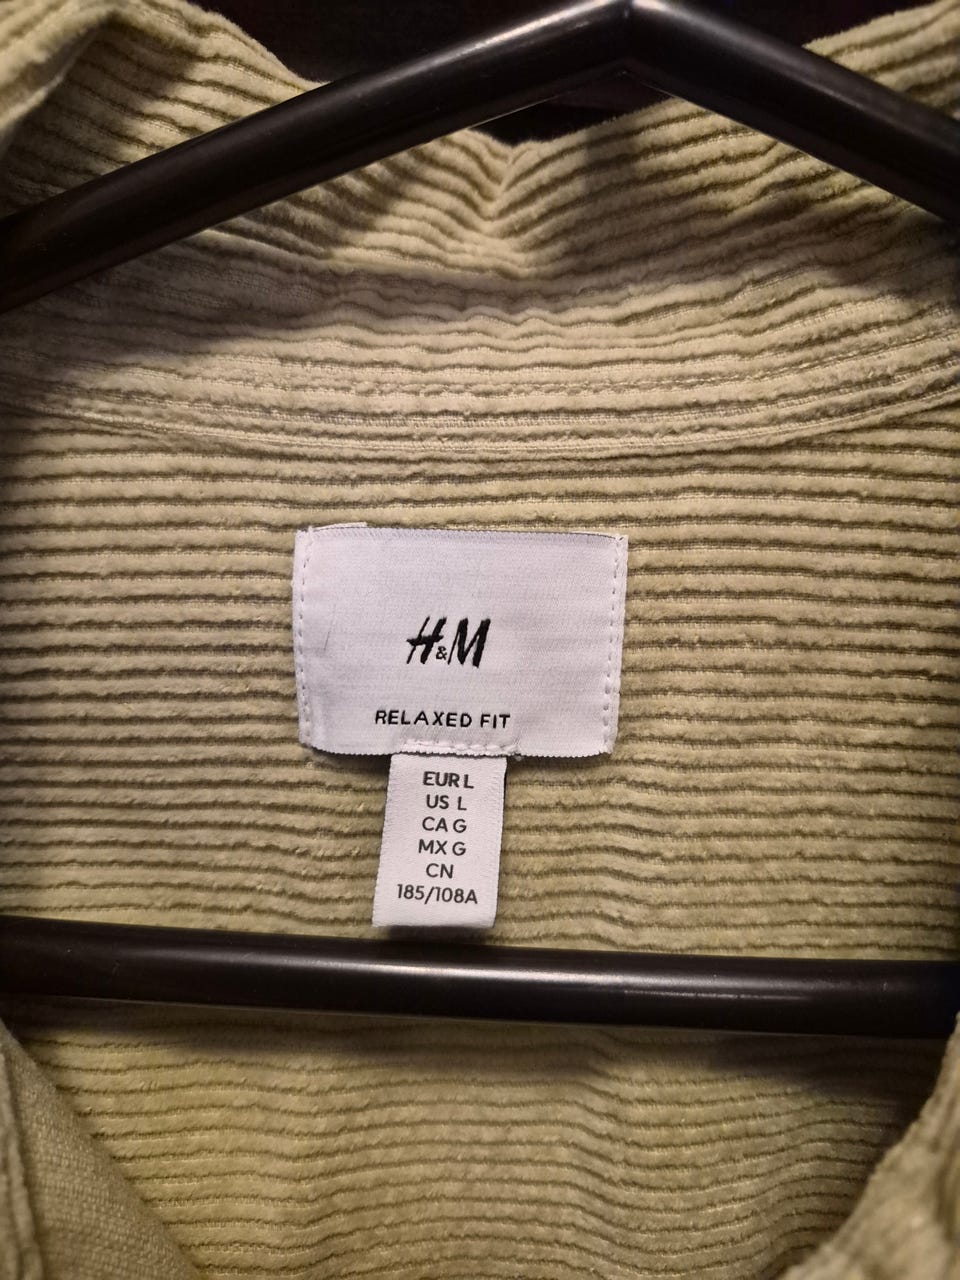 H&M
RELAXED FIT
EUR L
US L
CA G
MX G
CN
185/108A